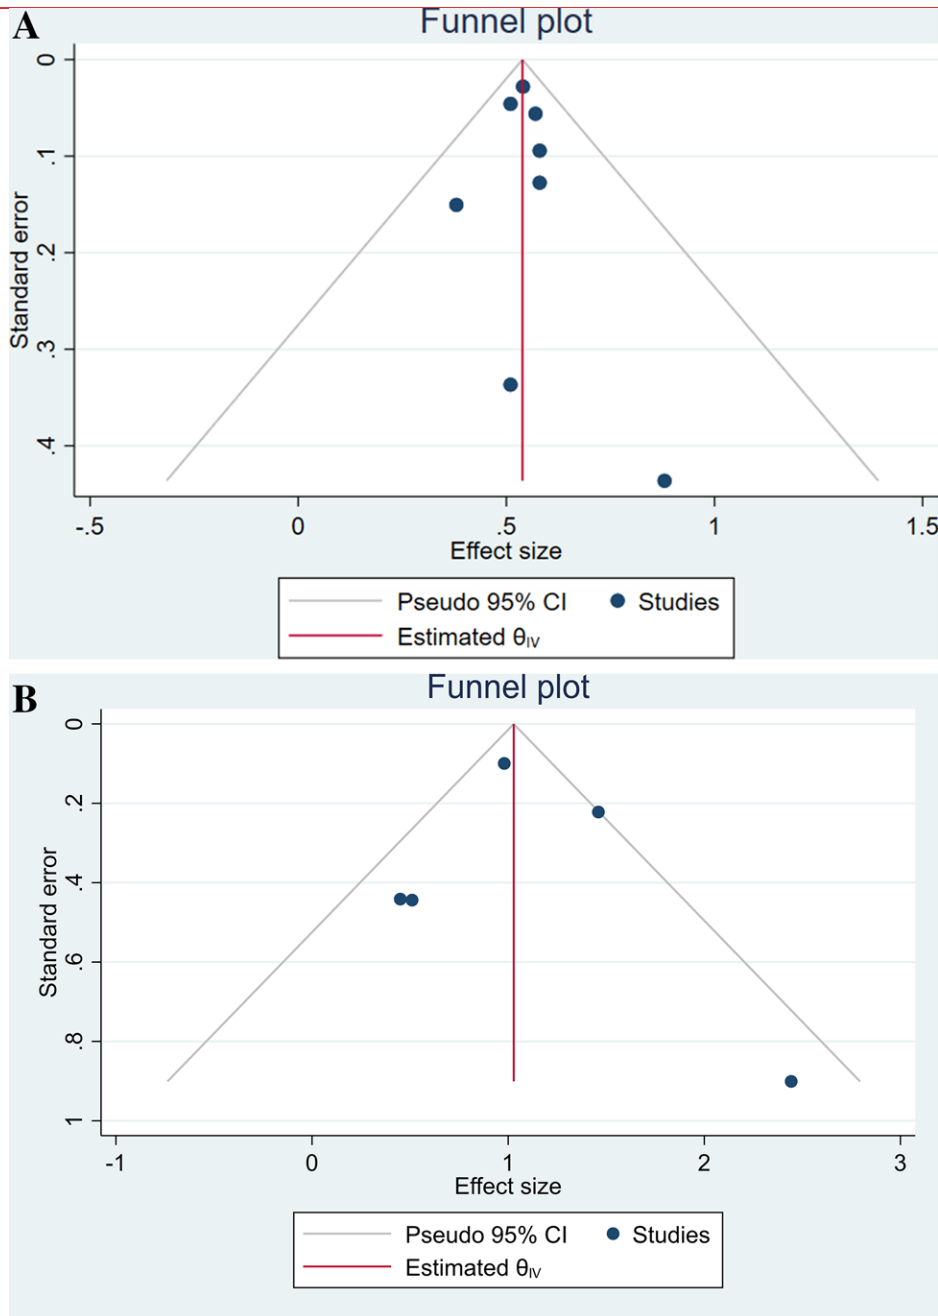 A
Funnel plot
0
.1
.2
.3
.4
Standard error
-.5 0 .5 1 1.5
Effect size
Pseudo 95% CI Studies
Estimated θIV
B
Funnel plot
0
.2
.4
.6
.8
1
Standard error
-1 0 1 2 3
Effect size
Pseudo 95% CI Studies
Estimated θIV